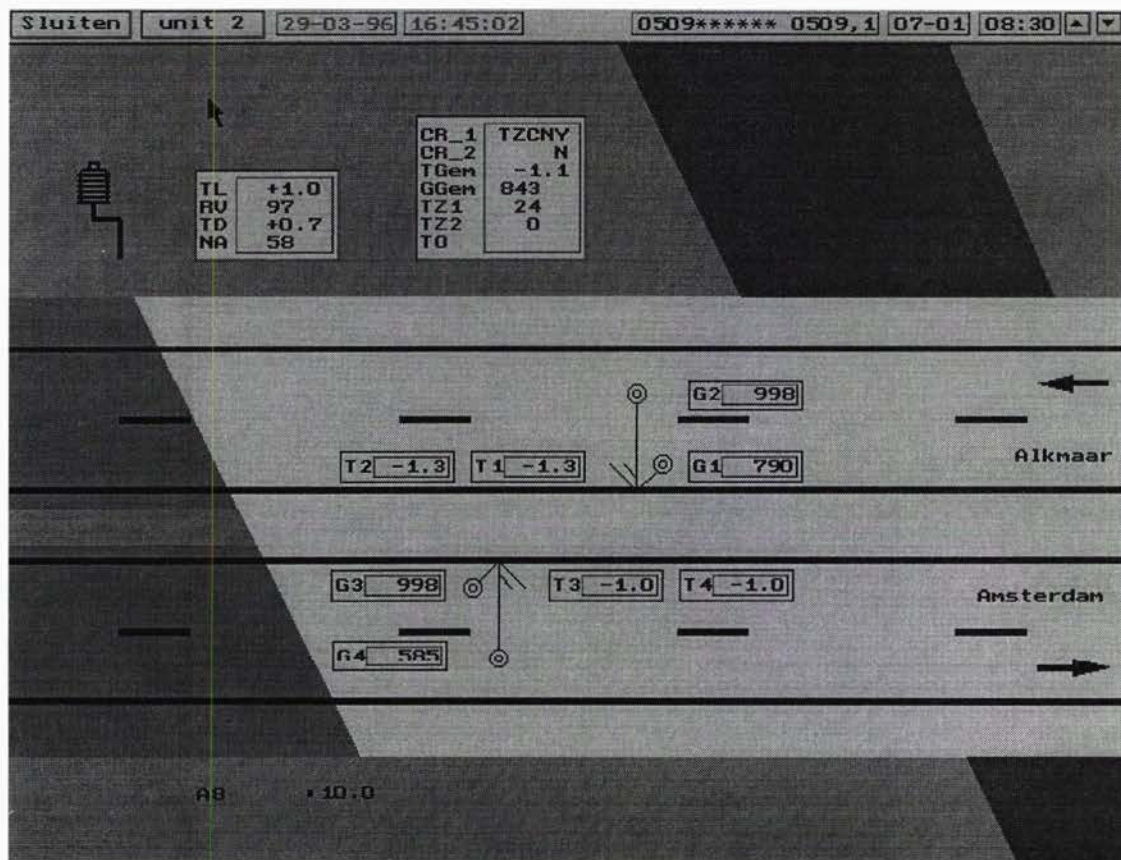 Sluiten unit 2 29-03-96 16:45:02 0509****** 0509,1 07-01 08:30
CR_1 TZCNY
CR_2 N
TGem -1.1
GGem 843
TZ1 24
TZ2 0
TO
TL +1.0
RV 97
TD +0.7
NA 58
G2 998
T2 -1.3 T1 -1.3 G1 790
Alkmaar
G3 998 T3 -1.0 T4 -1.0
Amsterdam
G4 585
A8 10.0